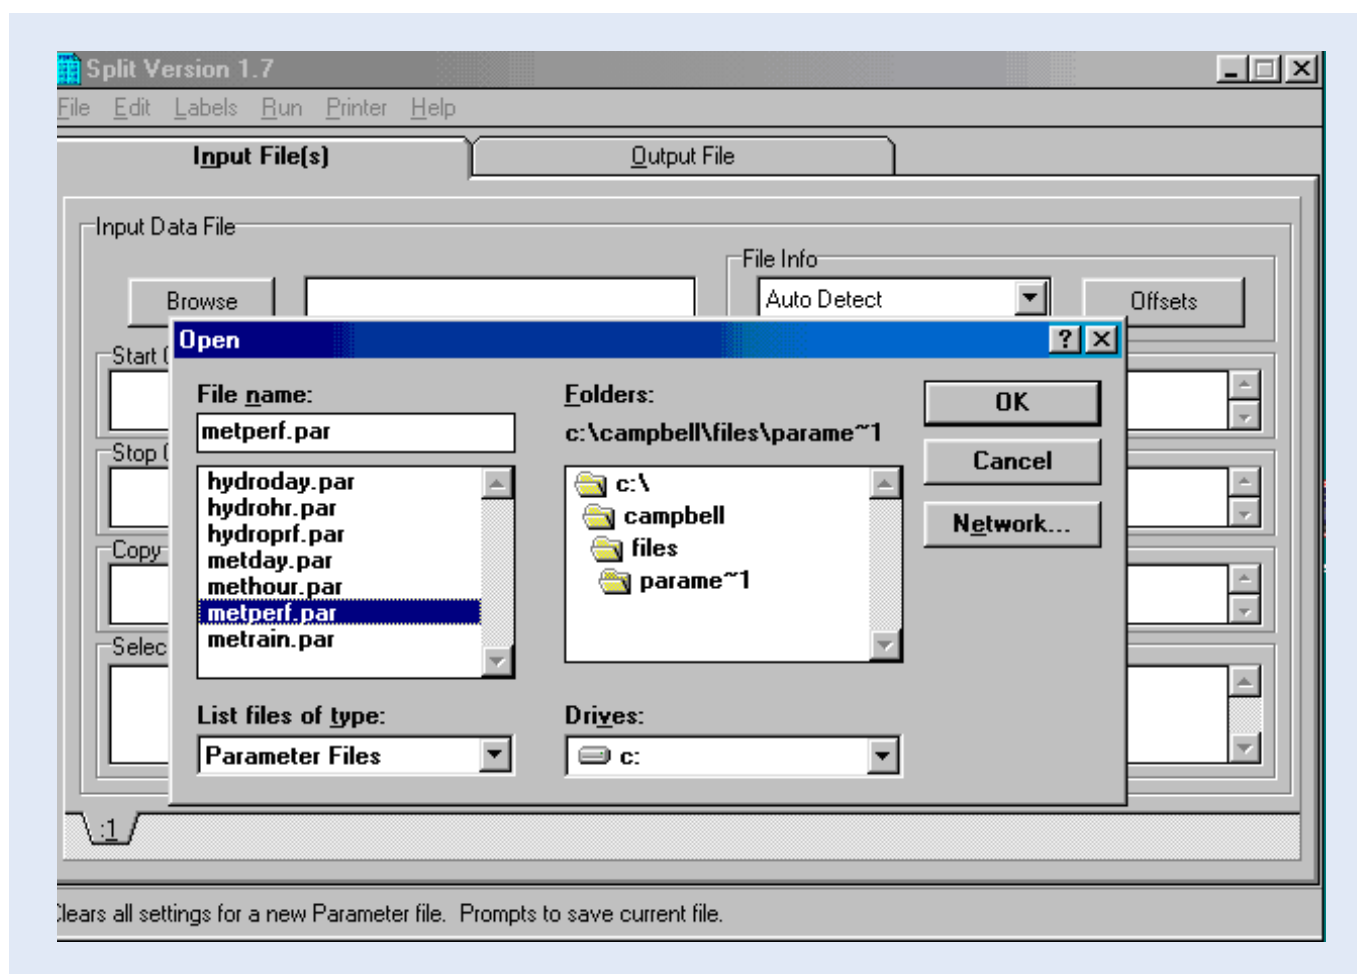 Split Version 1.7
File Edit Labels Run Printer Help
Input File(s) Output File
Input Data File
File Info
Browse Auto Detect Offsets
Open
Start
File name: Folders: OK
metperf.par c:\campbell\files\parame~1
Stop Cancel
hydroday.par c:\
hydrohr.par campbell
hydroprf.par files Network...
metday.par parame~1
Copy
methour.par
metperf.par
metrain.par
Selec
List files of type: Drives:
Parameter Files c:
:1
Clears all settings for a new Parameter file. Prompts to save current file.